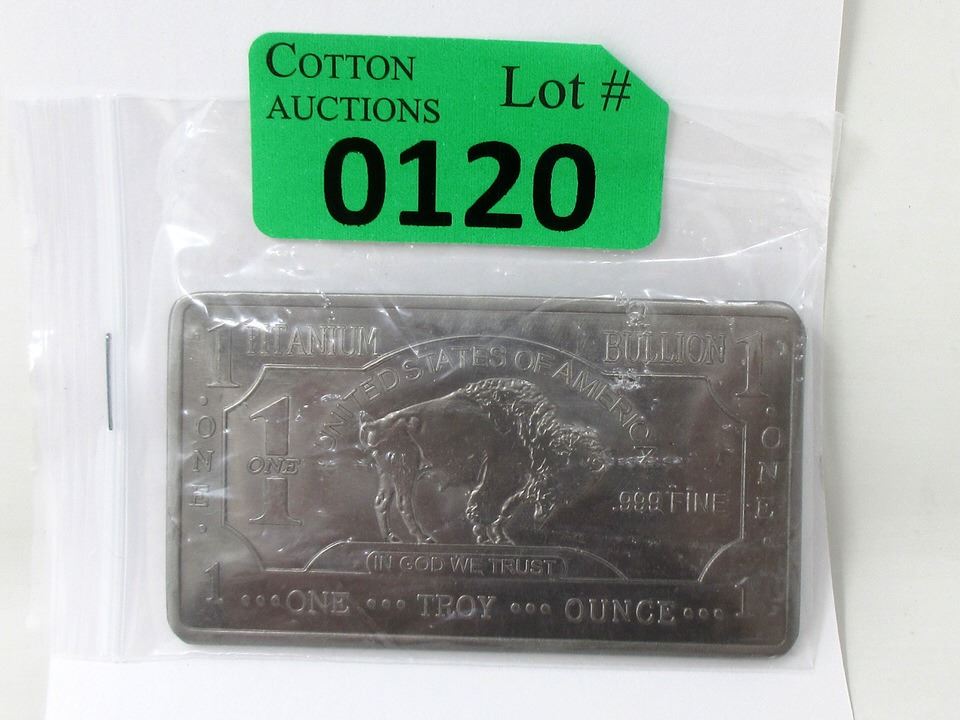 COTTON
AUCTIONS
Lot #
0120
1 TITANIUM BULLION 1
UNITED STATES OF AMERICA
·ONE·
1
ONE
.999 FINE
·ONE·
IN GOD WE TRUST
1 ···ONE ··· TROY ··· OUNCE··· 1